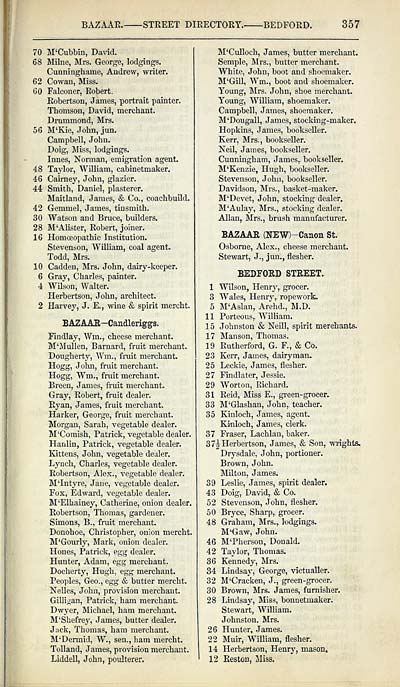 BAZAAR.——STREET DIRECTORY.——BEDFORD. 357
70 M'Cubbin, David.
68 Milne, Mrs. George, lodgings.
Cunninghame, Andrew, writer.
62 Cowan, Miss.
60 Falconer, Robert.
Robertson, James, portrait painter.
Thomson, David, merchant.
Drummond, Mrs.
56 M'Kie, John, jun.
Campbell, John.
Doig, Miss, lodgings.
Innes, Norman, emigration agent.
48 Taylor, William, cabinetmaker.
46 Cairney, John, glazier.
44 Smith, Daniel, plasterer.
Maitland, James, & Co., coachbuild.
42 Gemmel, James, tinsmith.
30 Watson and Bruce, builders.
28 M'Alister, Robert, joiner.
16 Homœopathic Institution.
Stevenson, William, coal agent.
Todd, Mrs.
10 Cadden, Mrs. John, dairy-keeper.
6 Gray, Charles, painter.
4 Wilson, Walter.
Herbertson, John, architect.
2 Harvey, J. E., wine & spirit mercht.
BAZAAR—Candleriggs.
Findlay, Wm., cheese merchant.
M'Mullen, Barnard, fruit merchant.
Dougherty, Wm., fruit merchant.
Hogg, John, fruit merchant.
Hogg, Wm., fruit merchant.
Breen, James, fruit merchant.
Gray, Robert, fruit dealer.
Ryan, James, fruit merchant.
Harker, George, fruit merchant.
Morgan, Sarah, vegetable dealer.
M'Comish, Patrick, vegetable dealer.
Hanlin, Patrick, vegetable dealer.
Kittens, John, vegetable dealer.
Lynch, Charles, vegetable dealer.
Robertson, Alex., vegetable dealer.
M'Intyre, Jane, vegetable dealer.
Fox, Edward, vegetable dealer.
M'Elhainey, Catherine, onion dealer.
Robertson, Thomas, gardener.
Simons, B., fruit merchant.
Donohoe, Christopher, onion mercht.
M'Gourly, Mark, onion dealer.
Hones, Patrick, egg dealer.
Hunter, Adam, egg merchant.
Docherty, Hugh, egg merchant.
Peoples, Geo., egg & butter mercht.
Nelles, John, provision merchant.
Gilligan, Patrick, ham merchant.
Dwyer, Michael, ham merchant.
M'Shefrey, James, butter dealer.
Jack, Thomas, ham merchant.
M'Dermid, W., sen., ham mercht.
Tolland, James, provision merchant.
Liddell, John, poulterer.
M'Culloch, James, butter merchant.
Semple, Mrs., butter merchant.
White, John, boot and shoemaker.
M'Gill, Wm., boot and shoemaker.
Young, Mrs. John, shoe merchant.
Young, William, shoemaker.
Campbell, James, shoemaker.
M'Dougall, James, stocking-maker.
Hopkins, James, bookseller.
Kerr, Mrs., bookseller.
Neil, James, bookseller.
Cunningham, James, bookseller.
M'Kenzie, Hugh, bookseller.
Stevenson, John, bookseller.
Davidson, Mrs., basket-maker.
M'Devet, John, stocking dealer.
M'Aulay, Mrs., stocking dealer.
Allan, Mrs., brush manufacturer.
BAZAAR (NEW)—Canon St.
Osborne, Alex., cheese merchant.
Stewart, J., jun., flesher.
BEDFORD STREET.
1 Wilson, Henry, grocer.
3 Wales, Henry, ropework.
5 M'Aslan, Archd., M.D.
11 Porteous, William.
15 Johnston & Neill, spirit merchants.
17 Manson, Thomas.
19 Rutherford, G. F., & Co.
23 Kerr, James, dairyman.
25 Leckie, James, flesher.
27 Findlater, Jessie.
29 Worton, Richard.
31 Reid, Miss E., green-grocer.
33 M'Glashan, John, teacher.
35 Kinloch, James, agent.
Kinloch, James, clerk.
37 Fraser, Lachlan, baker.
37½ Herbertson, James, & Son, wrights.
Drysdale, John, portioner.
Brown, John.
Milton, James.
39 Leslie, James, spirit dealer.
43 Doig, David, & Co.
52 Stevenson, John, flesher.
50 Bryce, Sharp, grocer.
48 Graham, Mrs., lodgings.
M'Gaw, John.
46 M'Pherson, Donald.
42 Taylor, Thomas.
36 Kennedy, Mrs.
34 Lindsay, George, victualler.
32 M'Cracken, J., green-grocer.
30 Brown, Mrs. James, furnisher.
28 Lindsay, Miss, bonnetmaker.
Stewart, William.
Johnston, Mrs.
26 Hunter, James.
22 Muir, William, flesher.
14 Herbertson, Henry, mason,
12 Reston, Miss.